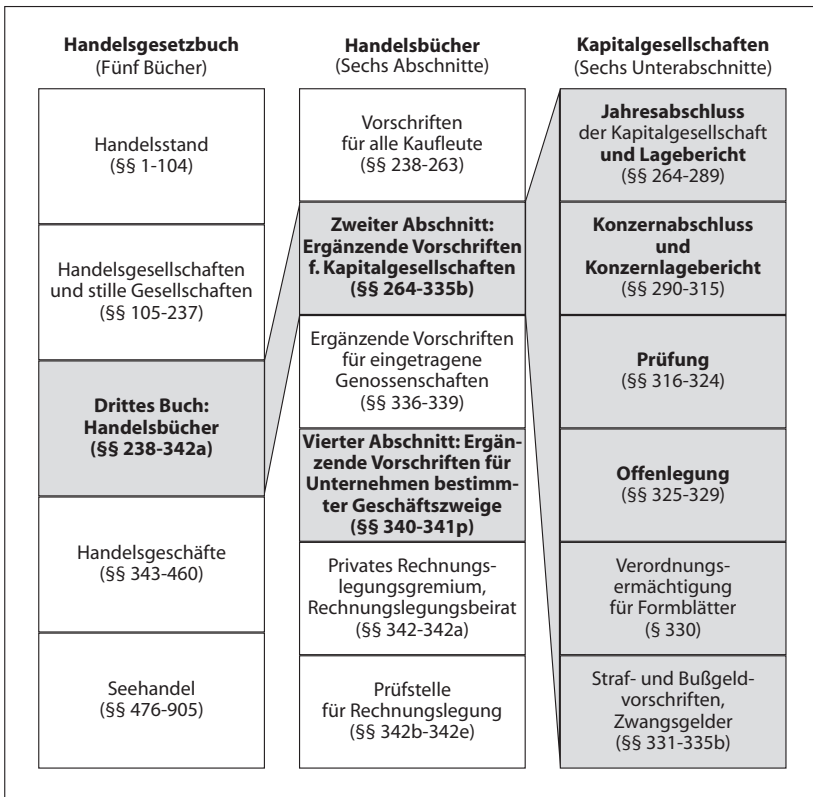 Handelsgesetzbuch
(Fünf Bücher)
Handelsstand
(§§ 1-104)
Handelsgesellschaften
und stille Gesellschaften
(§§ 105-237)
Drittes Buch:
Handelsbücher
(§§ 238-342a)
Handelsgeschäfte
(§§ 343-460)
Seehandel
(§§ 476-905)
Handelsbücher
(Sechs Abschnitte)
Vorschriften
für alle Kaufleute
(§§ 238-263)
Zweiter Abschnitt:
Ergänzende Vorschriften
f. Kapitalgesellschaften
(§§ 264-335b)
Ergänzende Vorschriften
für eingetragene
Genossenschaften
(§§ 336-339)
Vierter Abschnitt: Ergän-
zende Vorschriften für
Unternehmen bestimm-
ter Geschäftszweige
(§§ 340-341p)
Privates Rechnungs-
legungsgremium,
Rechnungslegungsbeirat
(§§ 342-342a)
Prüfstelle
für Rechnungslegung
(§§ 342b-342e)
Kapitalgesellschaften
(Sechs Unterabschnitte)
Jahresabschluss
der Kapitalgesellschaft
und Lagebericht
(§§ 264-289)
Konzernabschluss
und
Konzernlagebericht
(§§ 290-315)
Prüfung
(§§ 316-324)
Offenlegung
(§§ 325-329)
Verordnungs-
ermächtigung
für Formblätter
(§ 330)
Straf- und Bußgeld-
vorschriften,
Zwangsgelder
(§§ 331-335b)